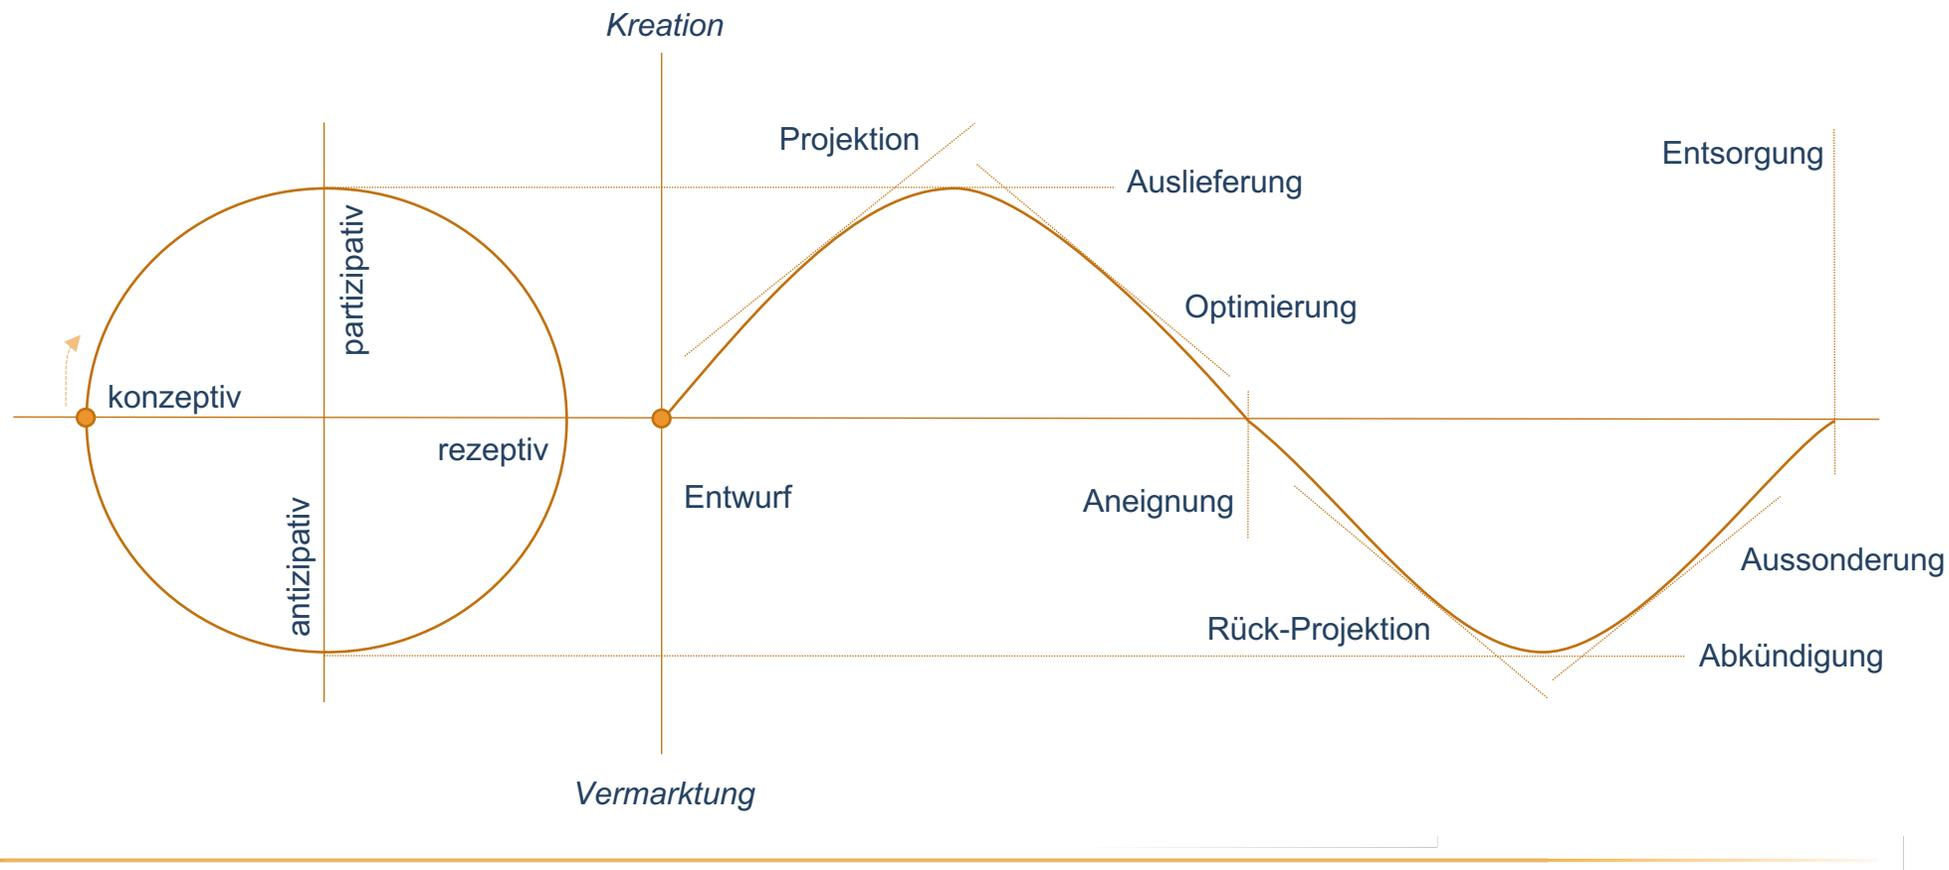 Kreation
Projektion
Entsorgung
Auslieferung
partizipativ
Optimierung
konzeptiv
rezeptiv
Entwurf
Aneignung
antizipativ
Aussonderung
Rück-Projektion
Abkündigung
Vermarktung